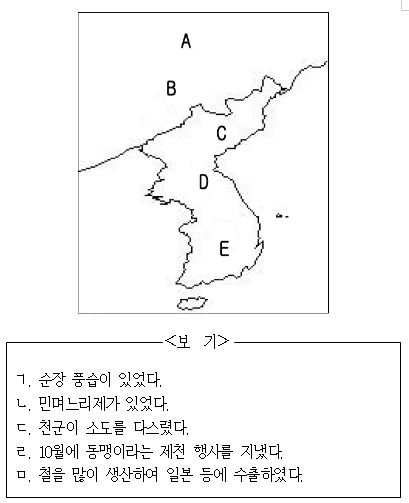 A
B
C
D
E
<보 기>
ㄱ. 순장 풍습이 있었다.
ㄴ. 민며느리제가 있었다.
ㄷ. 천군이 소도를 다스렸다.
ㄹ. 10월에 동맹이라는 제천 행사를 지냈다.
ㅁ. 철을 많이 생산하여 일본 등에 수출하였다.